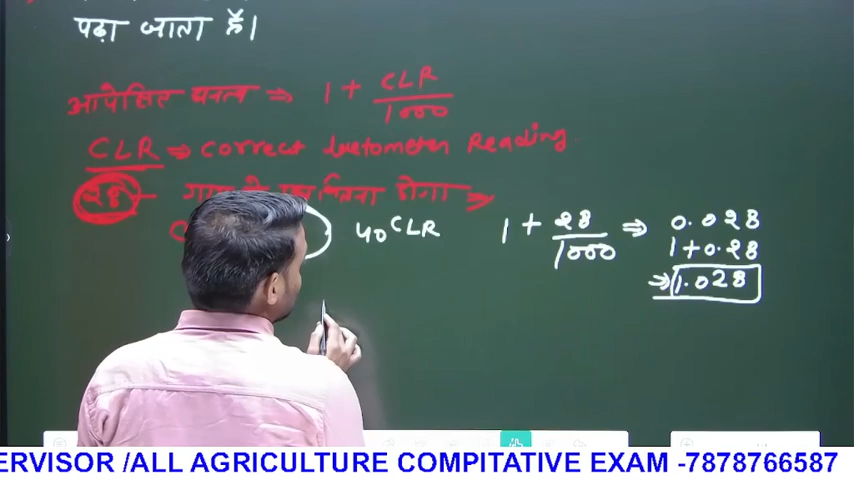 पढ़ा जाता हैं।
आपेक्षित घनत्व ⇒ 1 + CLR/1000
CLR ⇒ Correct Lactometer Reading.
28 होगा
40 CLR 1 + 28/1000 ⇒ 0.028
1+0.28
⇒ 1.028
ERVISOR /ALL AGRICULTURE COMPITATIVE EXAM -7878766587